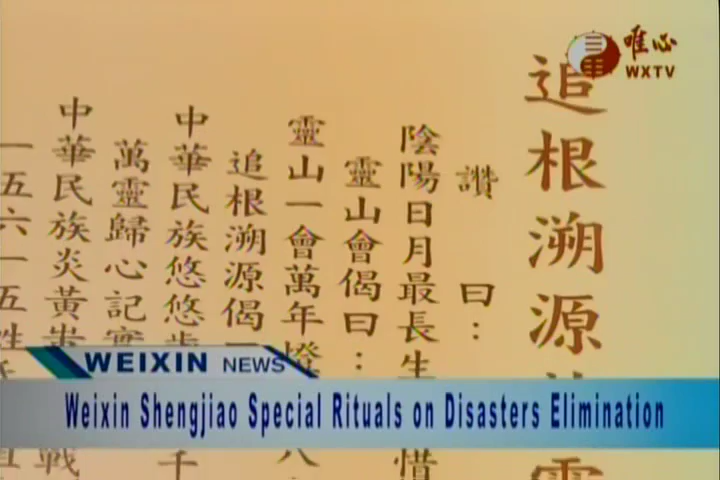 唯心
WXTV
追根溯源
讚曰：
陰陽日月最長生
靈山會偈曰：
靈山一會萬年燈
追根溯源偈
中華民族悠悠
萬靈歸心記
中華民族炎黃
一五六一五姓
WEIXIN NEWS
Weixin Shengjiao Special Rituals on Disasters Elimination